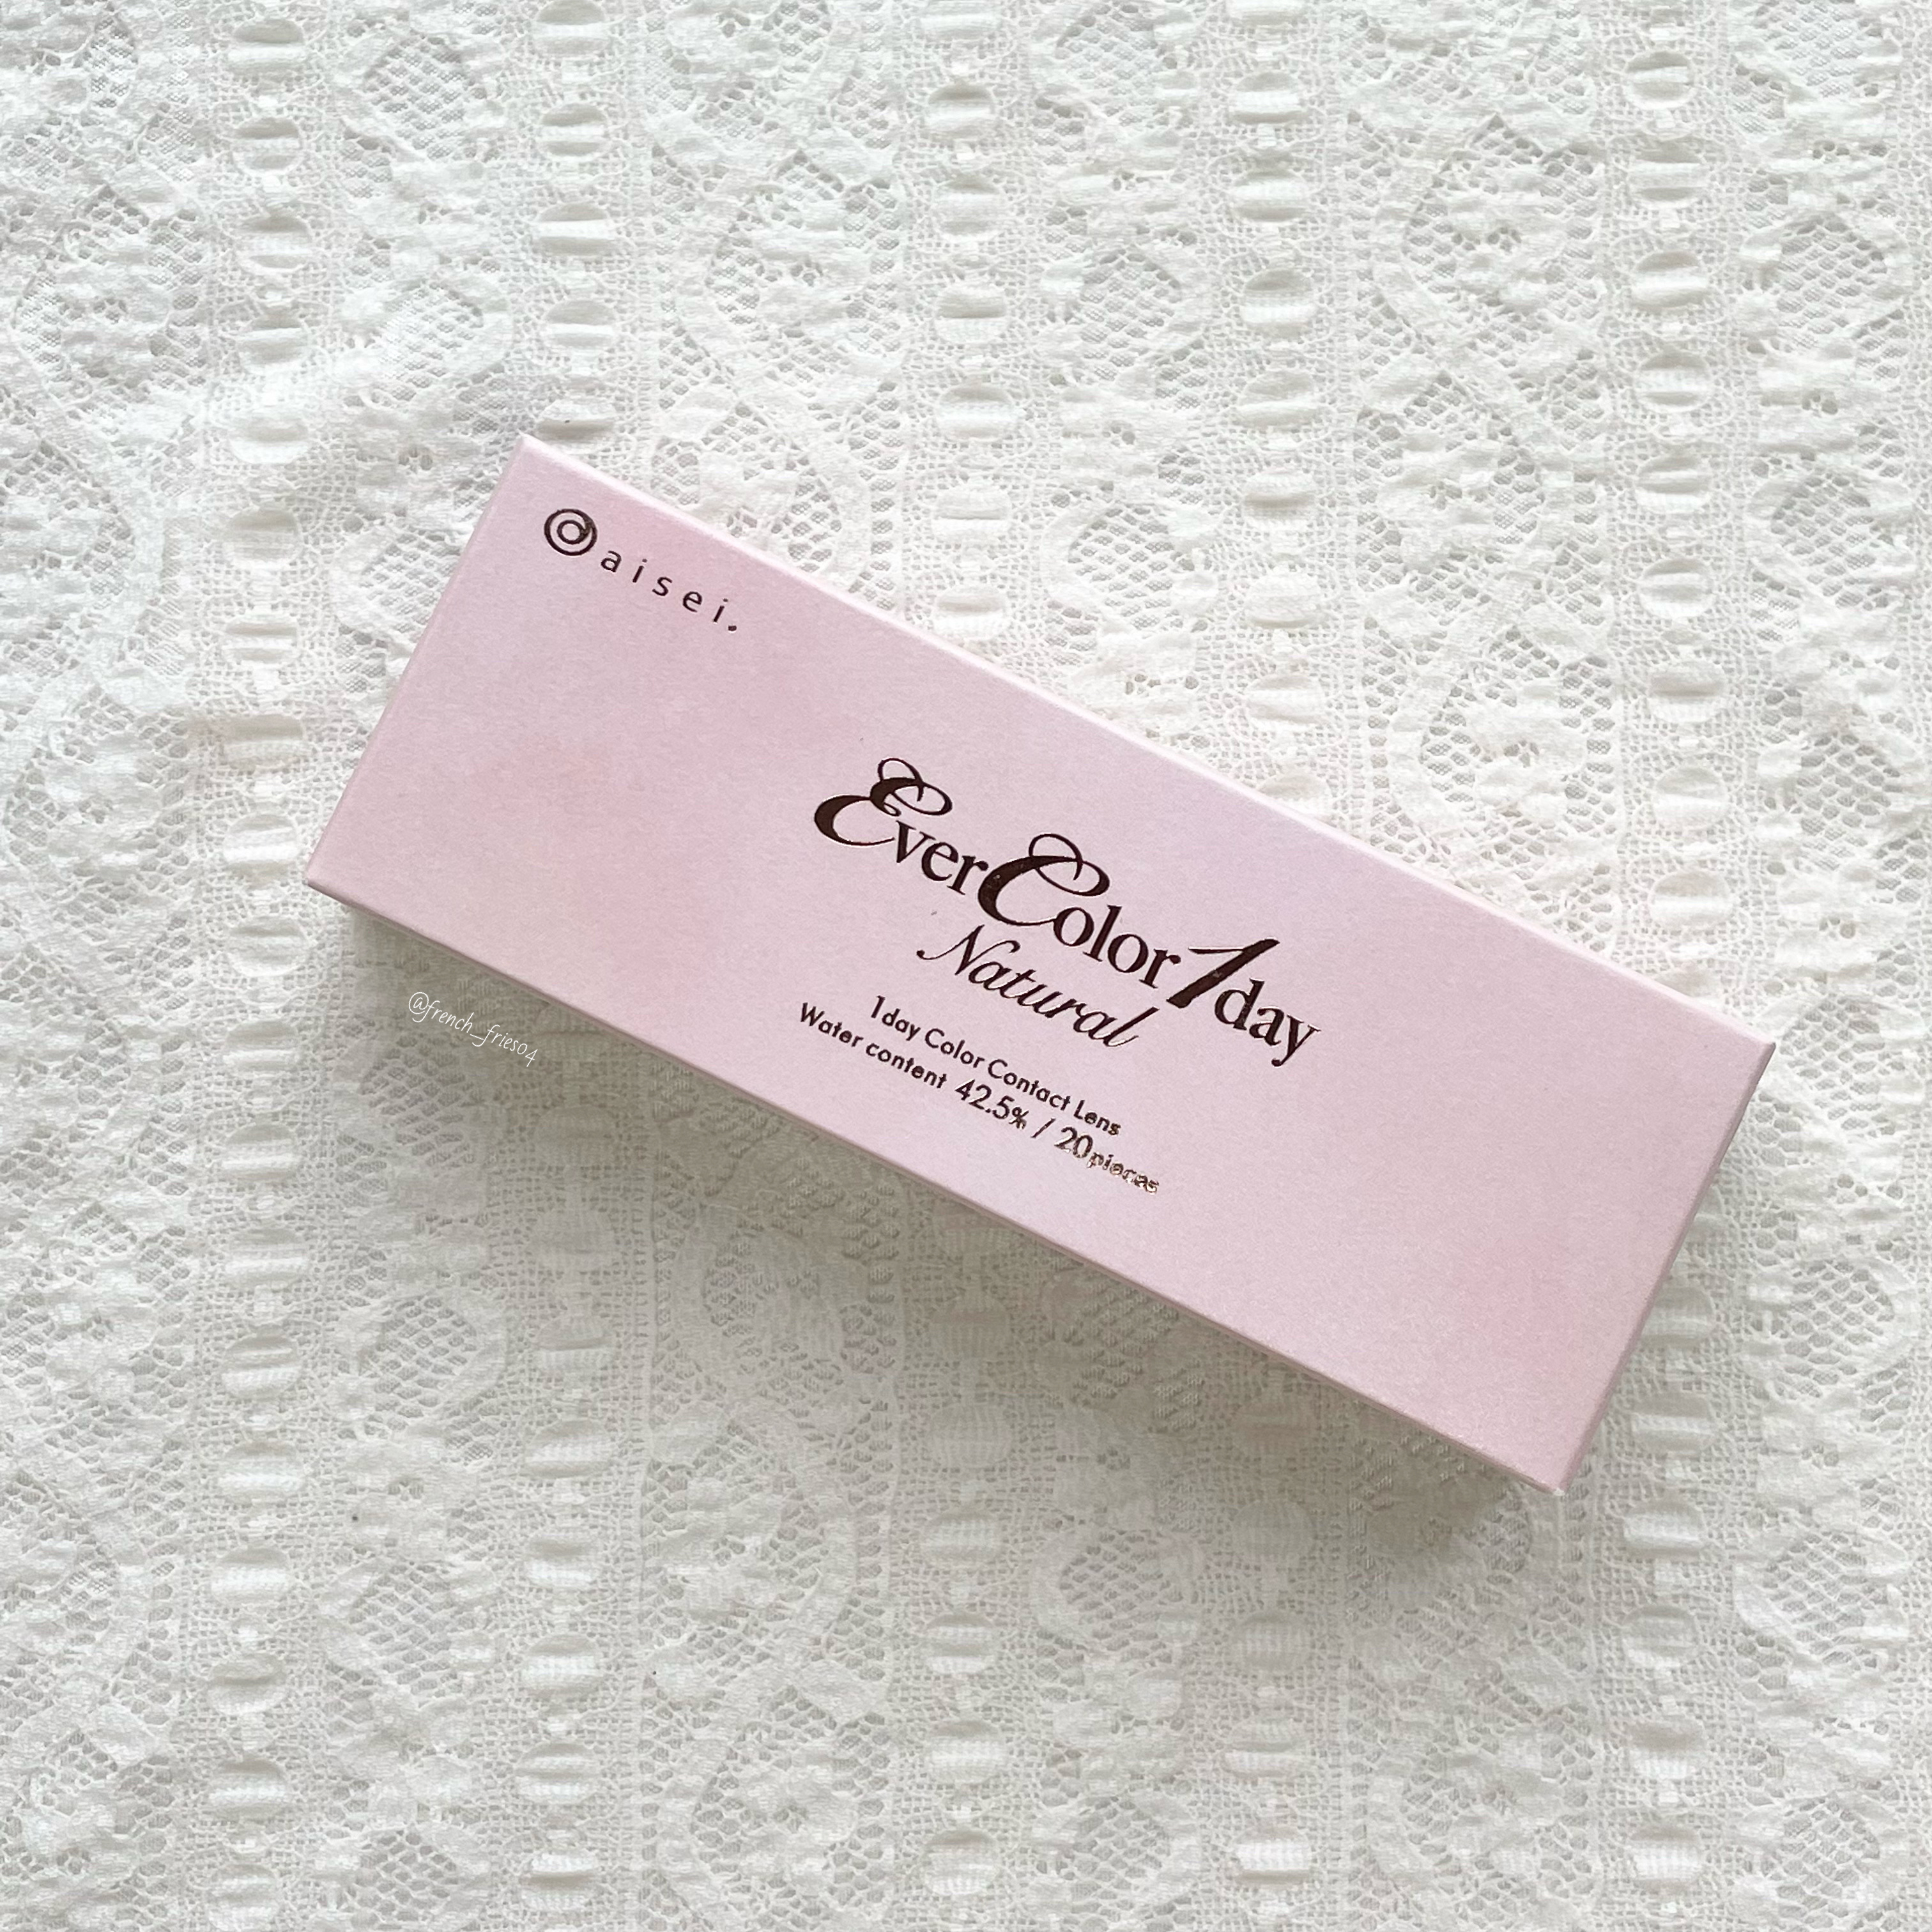 aisei.
EverColor1day
Natural
1day Color Contact Lens
Water content 42.5% / 20pieces
@french_fries04